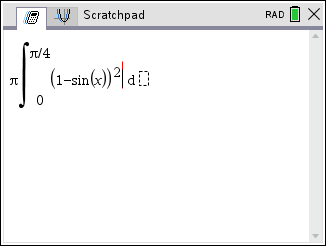 Scratchpad RAD
π∫₀^(π/4) (1−sin(x))² d